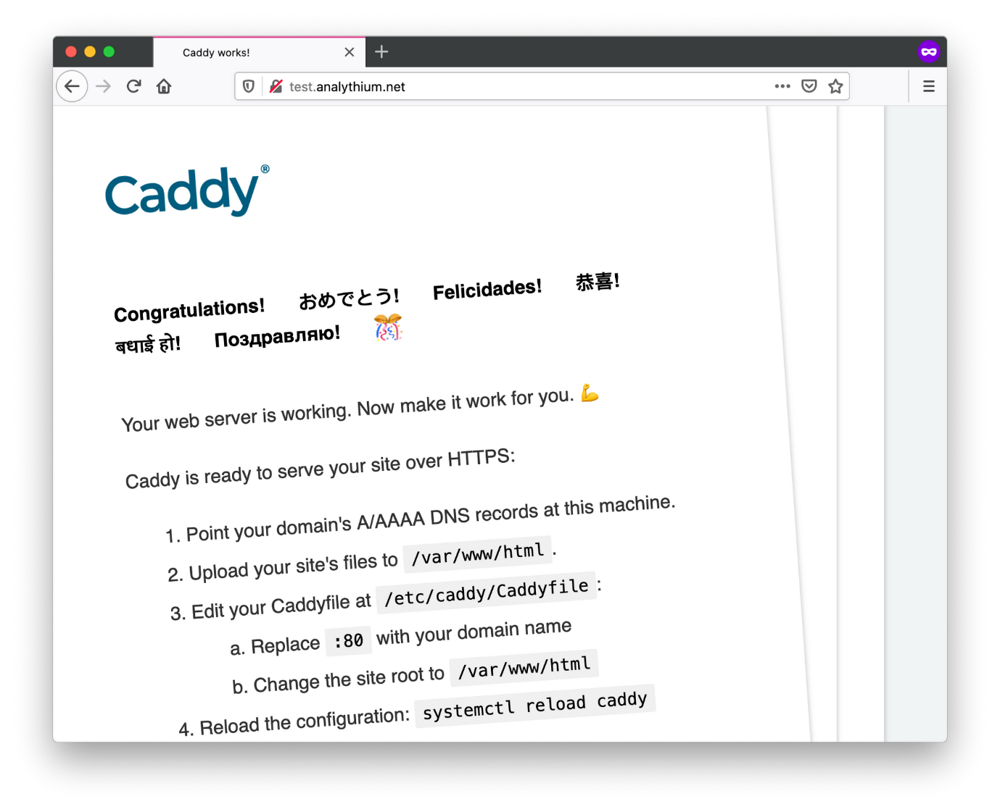 Caddy works!
test.analythium.net
Caddy®
Congratulations! おめでとう! Felicidades! 恭喜!
बधाई हो! Поздравляю! 🎊
Your web server is working. Now make it work for you. 💪
Caddy is ready to serve your site over HTTPS:
1. Point your domain's A/AAAA DNS records at this machine.
2. Upload your site's files to /var/www/html.
3. Edit your Caddyfile at /etc/caddy/Caddyfile:
a. Replace :80 with your domain name
b. Change the site root to /var/www/html
4. Reload the configuration: systemctl reload caddy